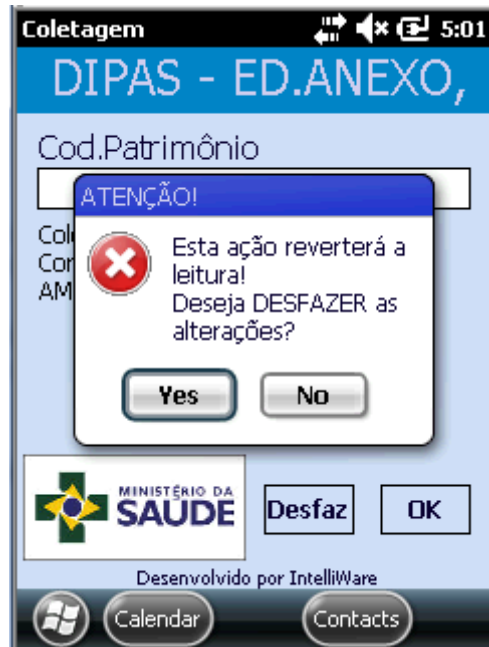 Coletagem 5:01
DIPAS - ED.ANEXO,
Cod.Patrimônio
ATENÇÃO!
Esta ação reverterá a
leitura!
Deseja DESFAZER as
alterações?
Yes No
MINISTÉRIO DA
SAÚDE
Desfaz OK
Desenvolvido por IntelliWare
Calendar Contacts